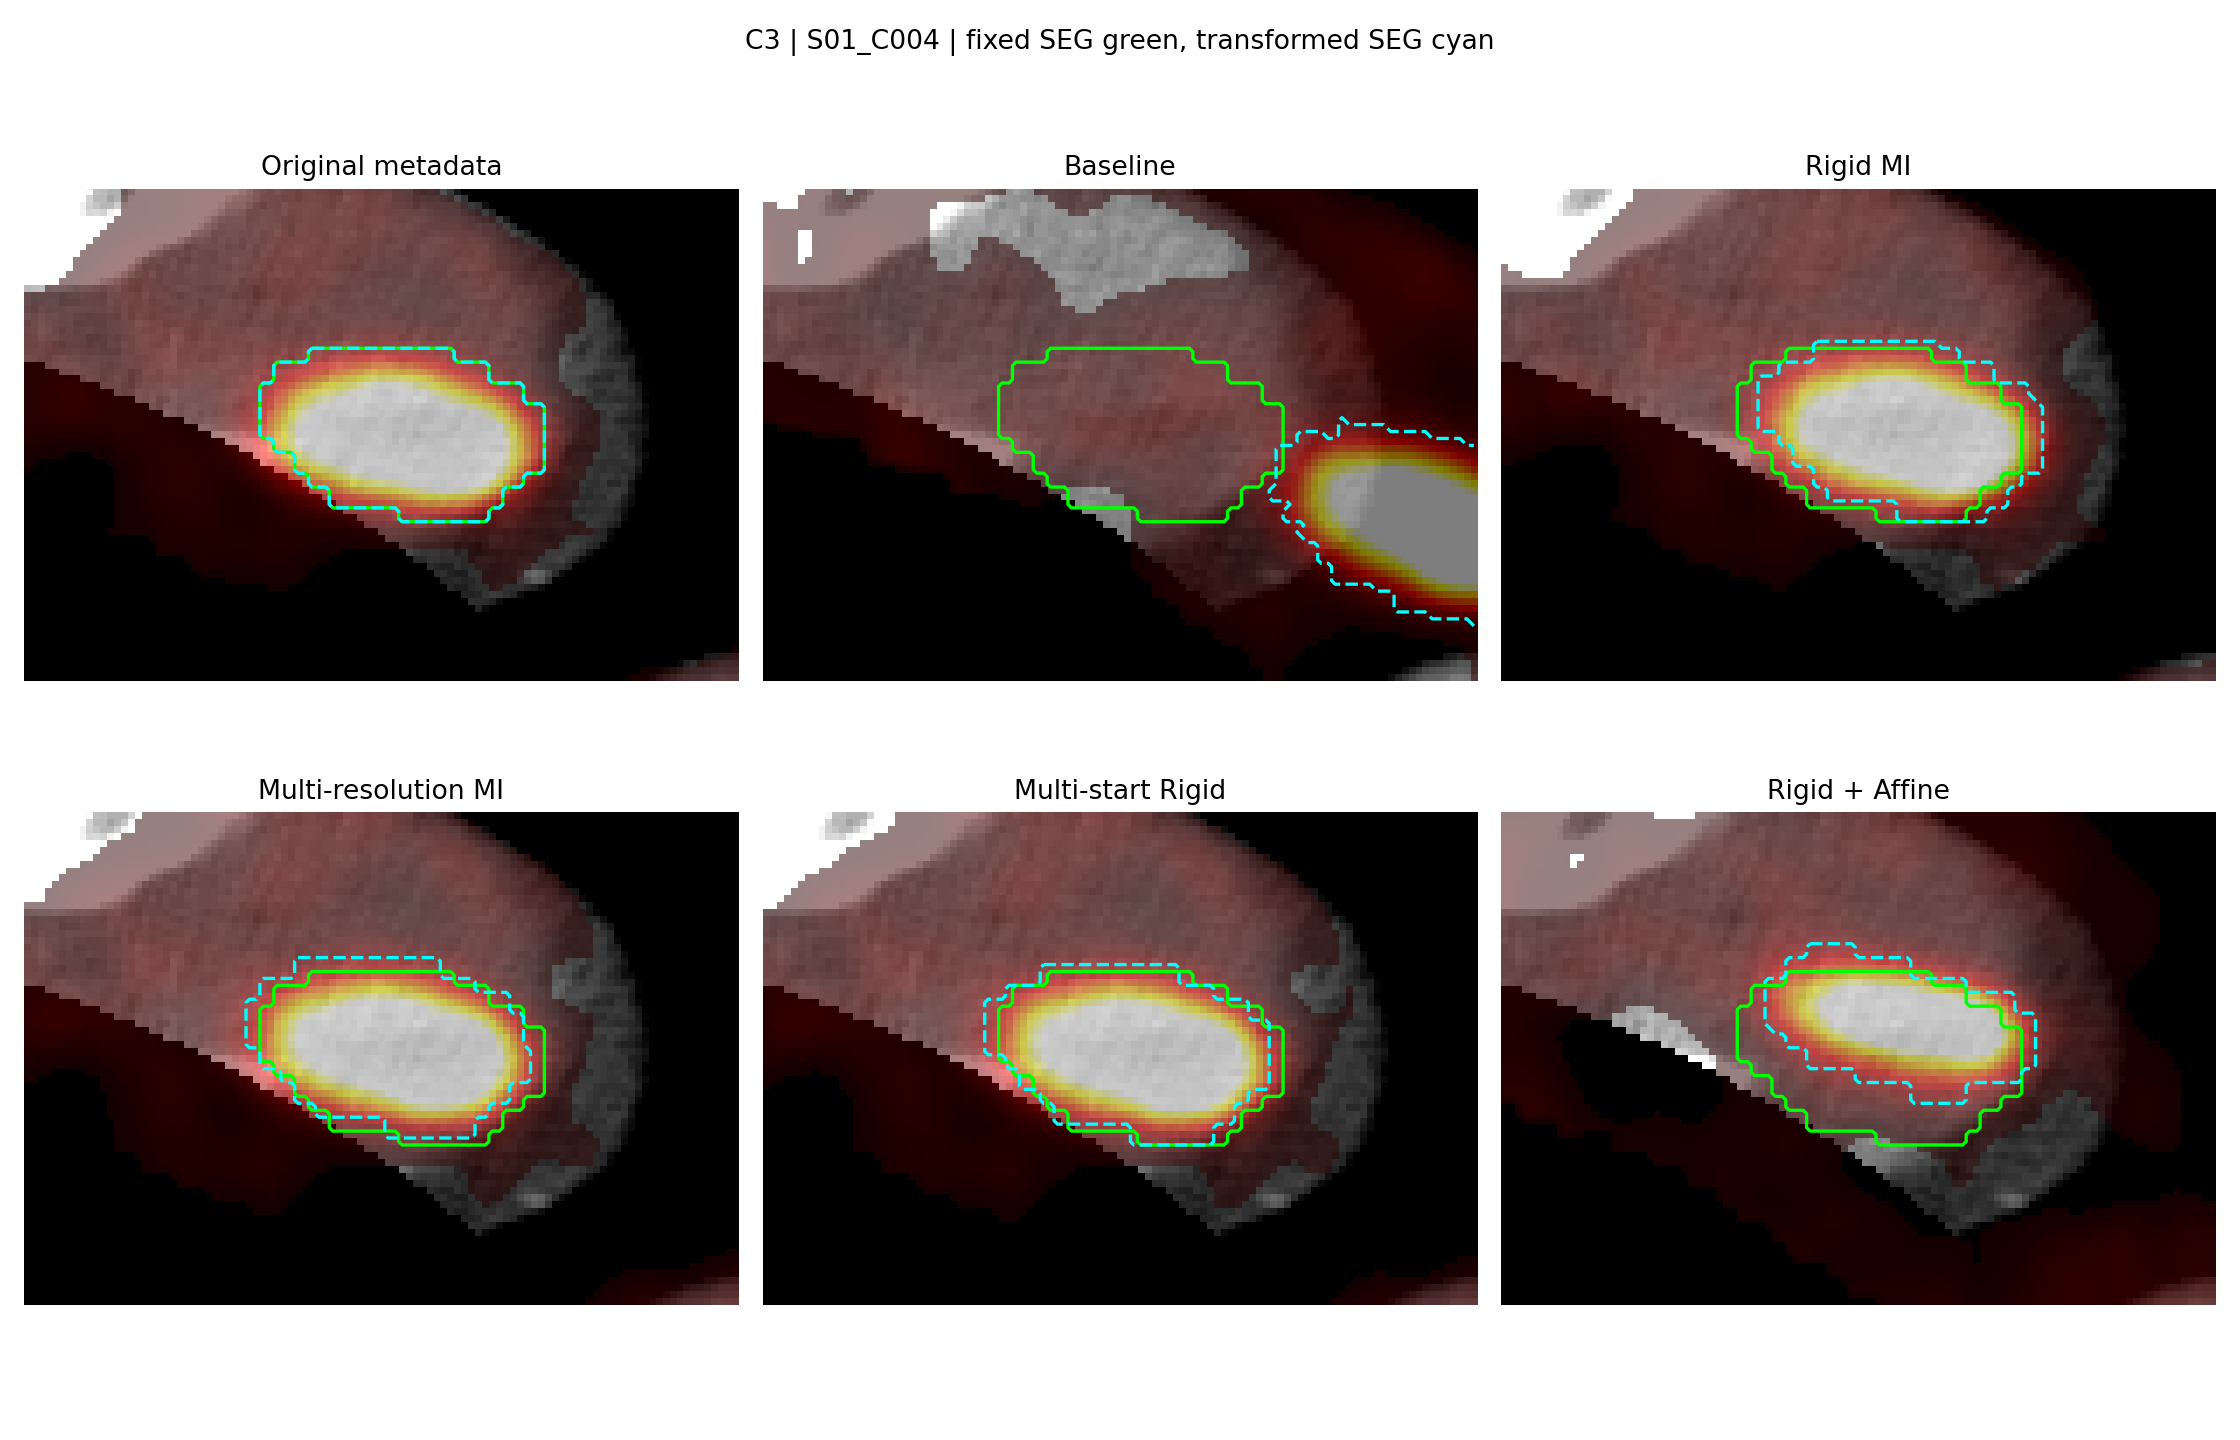 C3 | S01_C004 | fixed SEG green, transformed SEG cyan
Original metadata
Baseline
Rigid MI
Multi-resolution MI
Multi-start Rigid
Rigid + Affine